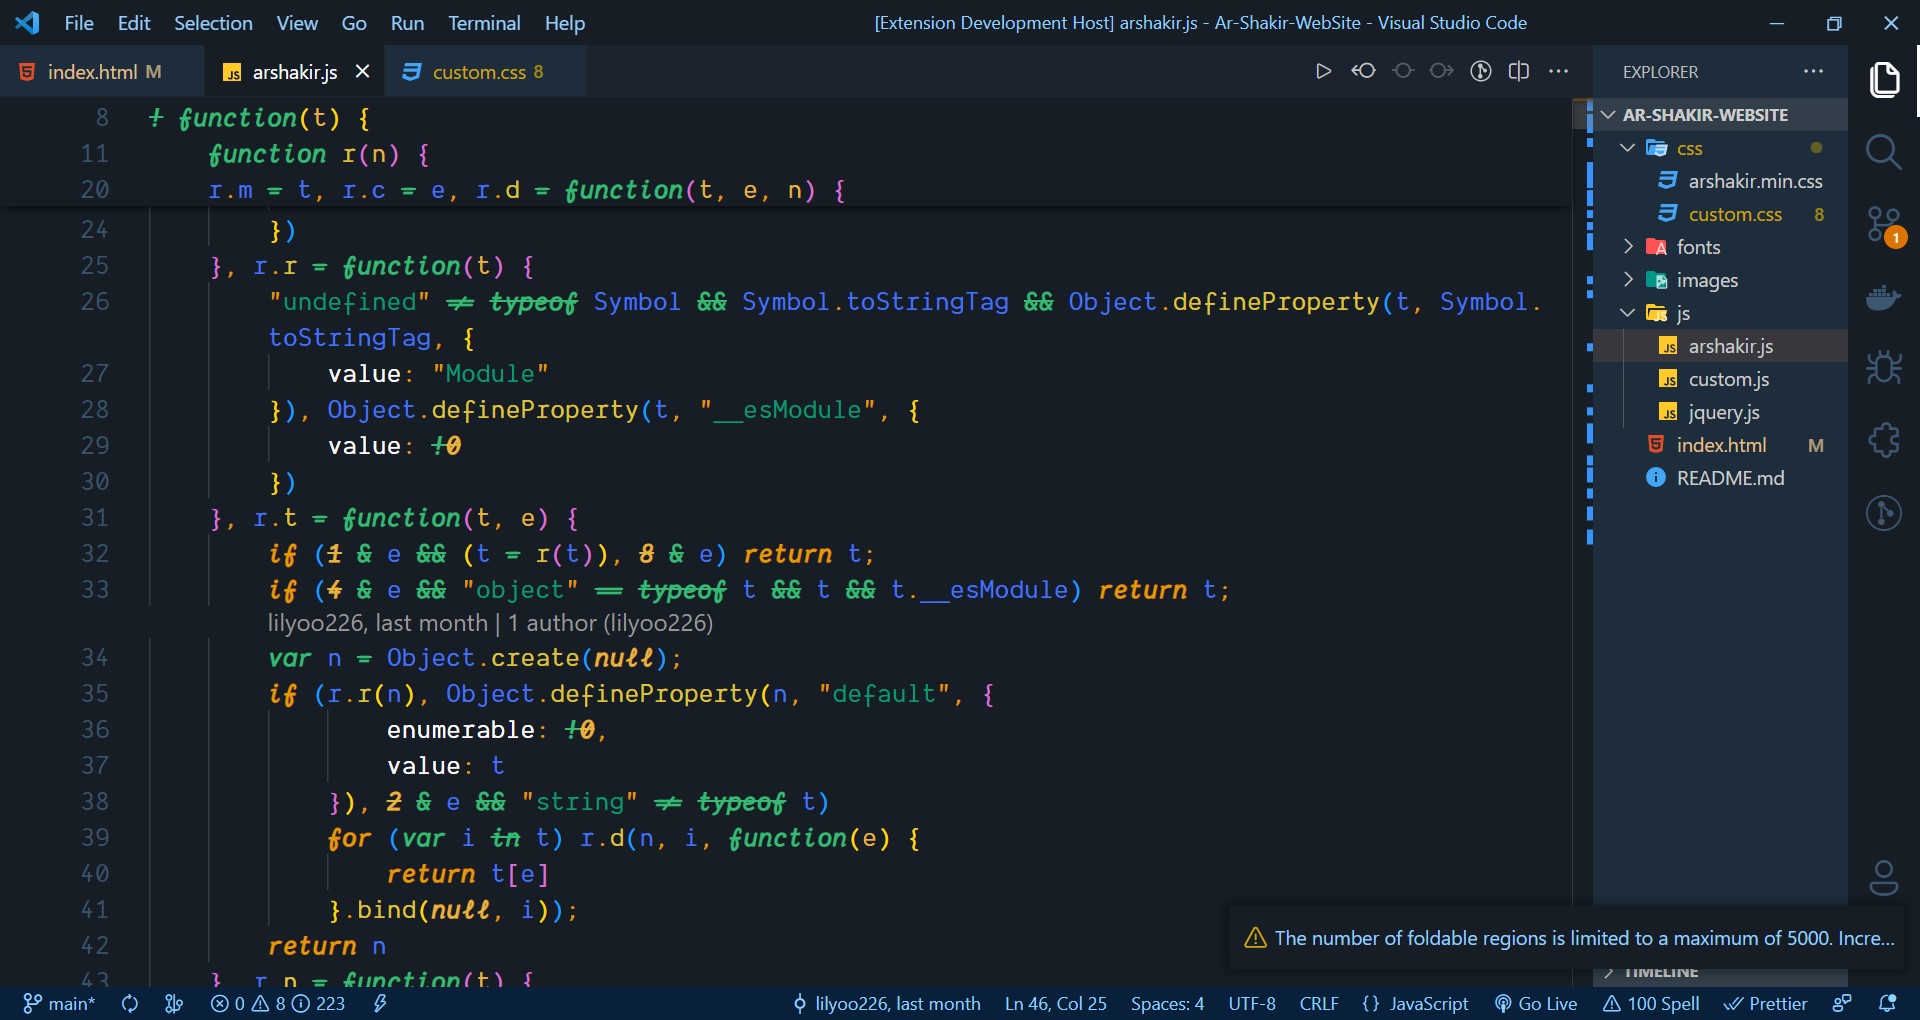 File Edit Selection View Go Run Terminal Help
[Extension Development Host] arshakir.js - Ar-Shakir-WebSite - Visual Studio Code
index.html M
arshakir.js
custom.css 8
8 ! function(t) {
11 function r(n) {
20 r.m = t, r.c = e, r.d = function(t, e, n) {
24 })
25 }, r.r = function(t) {
26 "undefined" != typeof Symbol && Symbol.toStringTag && Object.defineProperty(t, Symbol.
toStringTag, {
27 value: "Module"
28 }), Object.defineProperty(t, "__esModule", {
29 value: !0
30 })
31 }, r.t = function(t, e) {
32 if (1 & e && (t = r(t)), 8 & e) return t;
33 if (4 & e && "object" == typeof t && t && t.__esModule) return t;
lilyoo226, last month | 1 author (lilyoo226)
34 var n = Object.create(null);
35 if (r.r(n), Object.defineProperty(n, "default", {
36 enumerable: !0,
37 value: t
38 }), 2 & e && "string" != typeof t)
39 for (var i in t) r.d(n, i, function(e) {
40 return t[e]
41 }.bind(null, i));
42 return n
43 }, r.n = function(t) {
EXPLORER
AR-SHAKIR-WEBSITE
css
arshakir.min.css
custom.css 8
fonts
images
js
arshakir.js
custom.js
jquery.js
index.html M
README.md
1
The number of foldable regions is limited to a maximum of 5000. Incre...
TIMELINE
main* 0 8 223 lilyoo226, last month Ln 46, Col 25 Spaces: 4 UTF-8 CRLF {} JavaScript Go Live 100 Spell Prettier